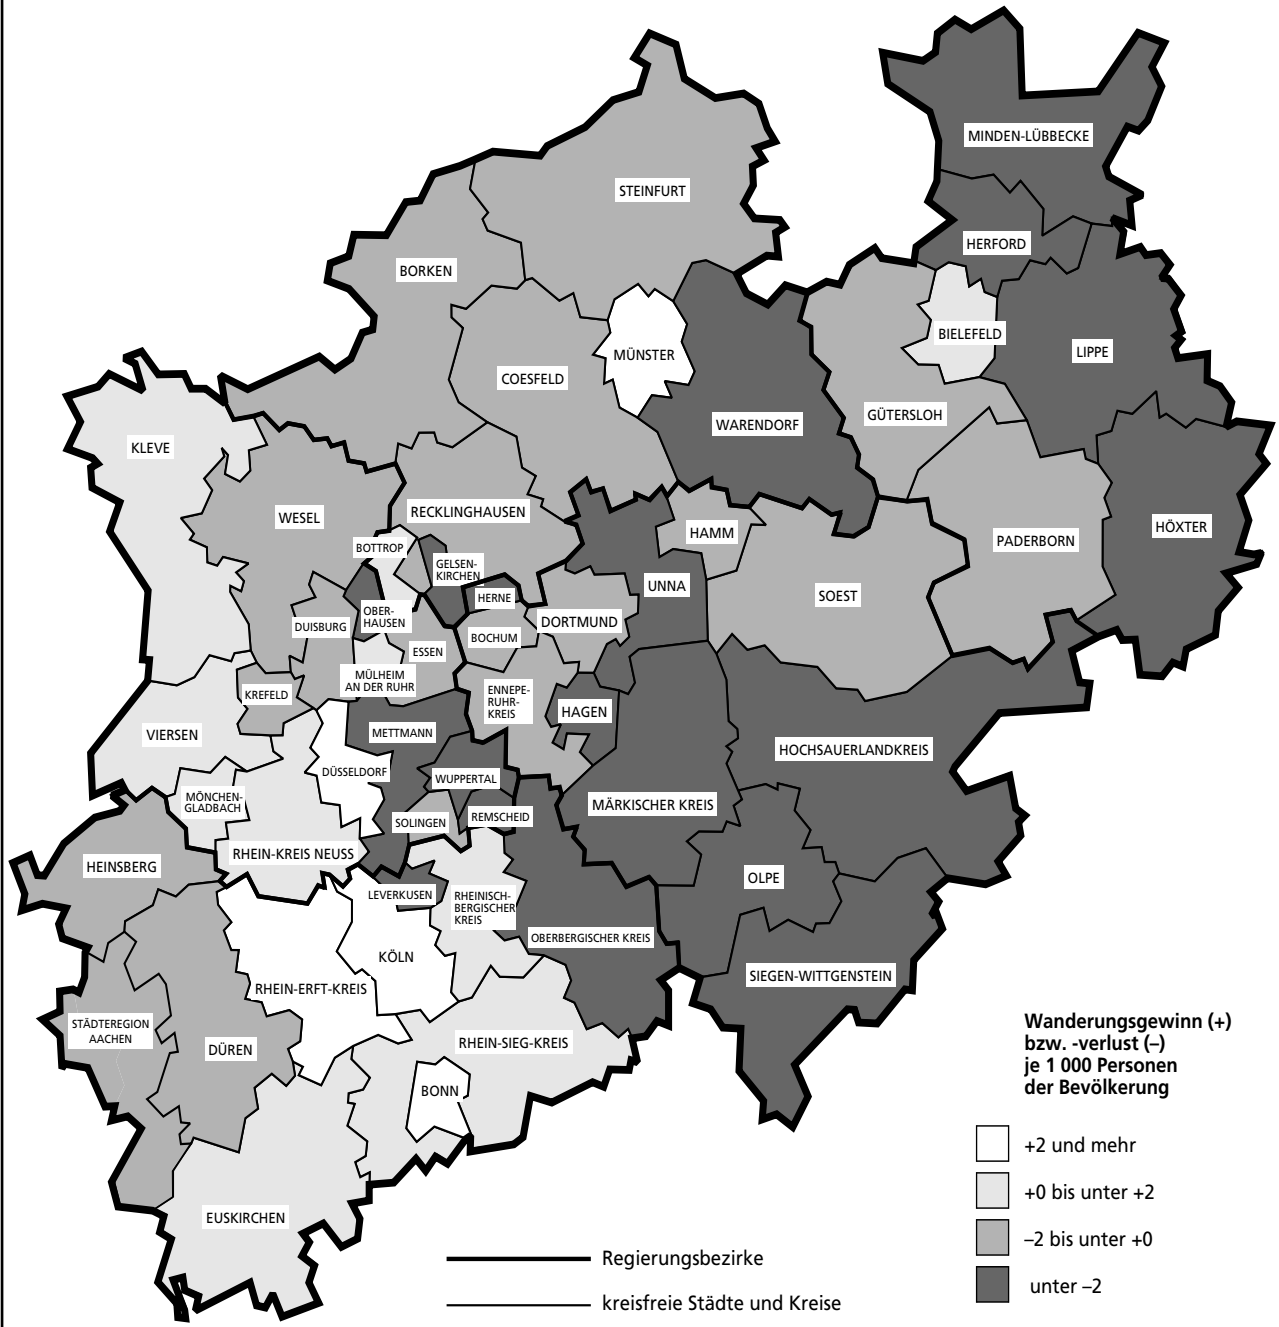 MINDEN-LÜBBECKE
STEINFURT
HERFORD
BORKEN
BIELEFELD
LIPPE
MÜNSTER
COESFELD
GÜTERSLOH
WARENDORF
KLEVE
RECKLINGHAUSEN
WESEL
HÖXTER
HAMM
PADERBORN
BOTTROP
GELSEN-
KIRCHEN
UNNA
SOEST
HERNE
OBER-
HAUSEN
DORTMUND
DUISBURG
BOCHUM
ESSEN
MÜLHEIM
AN DER RUHR
KREFELD
ENNEPE-
RUHR-
KREIS
HAGEN
VIERSEN
METTMANN
HOCHSAUERLANDKREIS
DÜSSELDORF
WUPPERTAL
MÖNCHEN-
GLADBACH
MÄRKISCHER KREIS
REMSCHEID
SOLINGEN
RHEIN-KREIS NEUSS
HEINSBERG
OLPE
LEVERKUSEN
RHEINISCH-
BERGISCHER
KREIS
OBERBERGISCHER KREIS
KÖLN
SIEGEN-WITTGENSTEIN
RHEIN-ERFT-KREIS
STÄDTEREGION
AACHEN
DÜREN
RHEIN-SIEG-KREIS
BONN
EUSKIRCHEN
Wanderungsgewinn (+)
bzw. -verlust (–)
je 1 000 Personen
der Bevölkerung
+2 und mehr
+0 bis unter +2
–2 bis unter +0
unter –2
Regierungsbezirke
kreisfreie Städte und Kreise